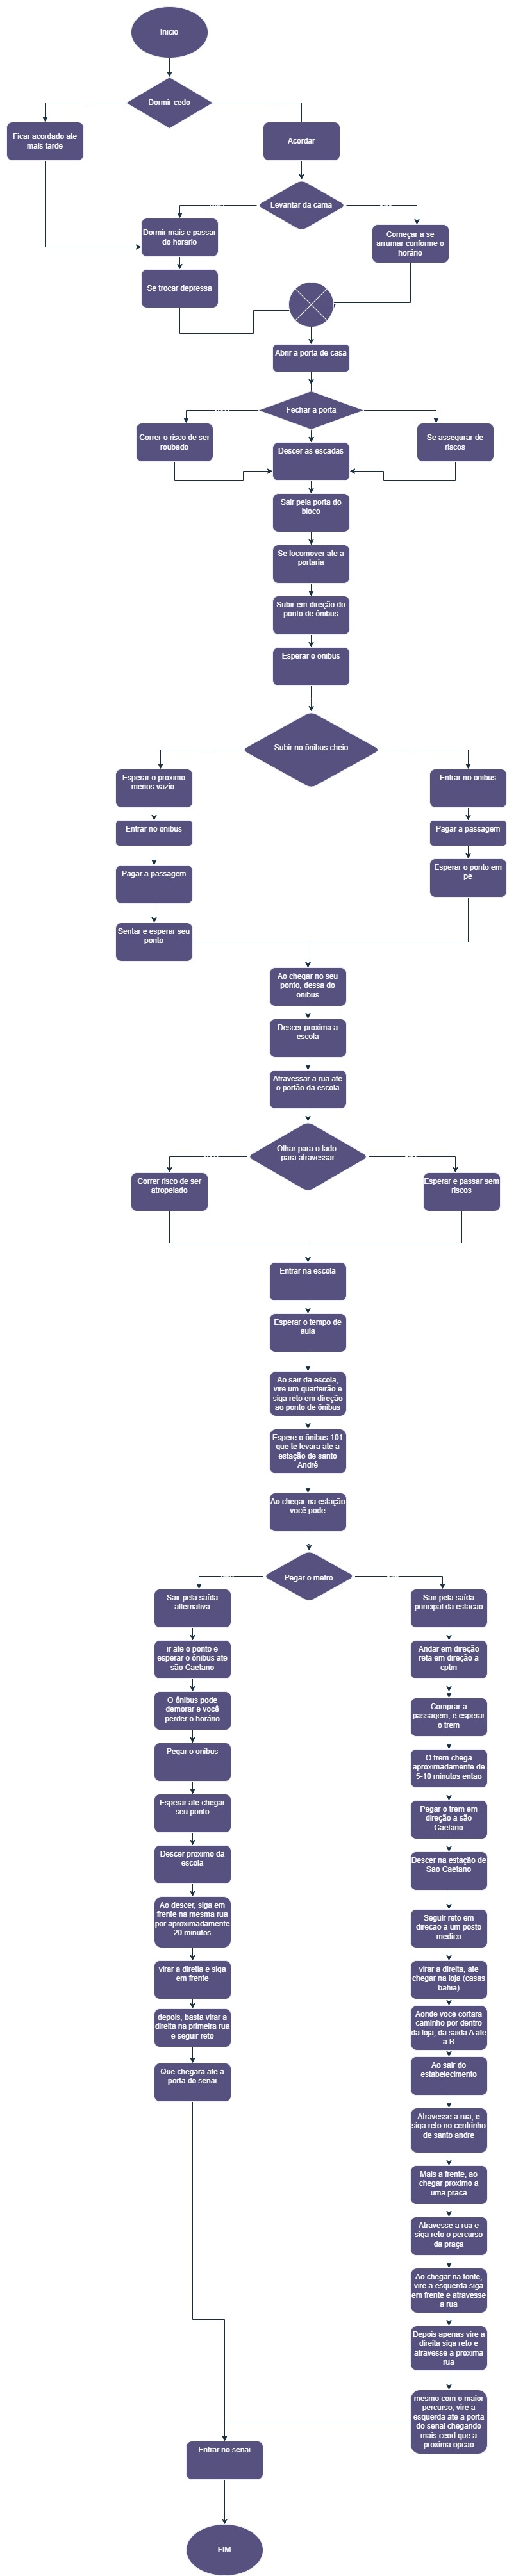 Inicio
Dormir cedo
Ficar acordado ate
mais tarde
Acordar
Levantar da cama
Dormir mais e passar
do horario
Começar a se
arrumar conforme o
horário
Se trocar depressa
Abrir a porta de casa
Fechar a porta
Correr o risco de ser
roubado
Se assegurar de
riscos
Descer as escadas
Sair pela porta do
bloco
Se locomover ate a
portaria
Subir em direção do
ponto de ônibus
Esperar o onibus
Subir no ônibus cheio
Esperar o proximo
menos vazio.
Entrar no onibus
Entrar no onibus
Pagar a passagem
Pagar a passagem
Esperar o ponto em
pe
Sentar e esperar seu
ponto
Ao chegar no seu
ponto, dessa do
onibus
Descer proxima a
escola
Atravessar a rua ate
o portão da escola
Olhar para o lado
para atravessar
Correr risco de ser
atropelado
Esperar e passar sem
riscos
Entrar na escola
Esperar o tempo de
aula
Ao sair da escola,
vire um quarteirão e
siga reto em direção
ao ponto de ônibus
Espere o ônibus 101
que te levara ate a
estação de santo
André
Ao chegar na estação
você pode
Pegar o metro
Sair pela saída
alternativa
ir ate o ponto e
esperar o ônibus ate
são Caetano
O ônibus pode
demorar e você
perder o horário
Pegar o onibus
Esperar ate chegar
seu ponto
Descer proximo da
escola
Ao descer, siga em
frente na mesma rua
por aproximadamente
20 minutos
virar a diretia e siga
em frente
depois, basta virar a
direita na primeira rua
e seguir reto
Que chegara ate a
porta do senai
Sair pela saída
principal da estacao
Andar em direção
reta em direção a
cptm
Comprar a
passagem, e esperar
o trem
O trem chega
aproximadamente de
5-10 minutos entao
Pegar o trem em
direção a são
Caetano
Descer na estação de
Sao Caetano
Seguir reto em
direcao a um posto
medico
virar a direita, ate
chegar na loja (casas
bahia)
Aonde voce cortara
caminho por dentro
da loja, da saida A ate
a B
Ao sair do
estabelecimento
Atravesse a rua, e
siga reto no centrinho
de santo andre
Mais a frente, ao
chegar proximo a
uma praca
Atravesse a rua e
siga reto o percurso
da praça
Ao chegar na fonte,
vire a esquerda siga
em frente e atravesse
a rua
Depois apenas vire a
direita siga reto e
atravesse a proxima
rua
mesmo com o maior
percurso, vire a
esquerda ate a porta
do senai chegando
mais ceod que a
proxima opcao
Entrar no senai
FIM